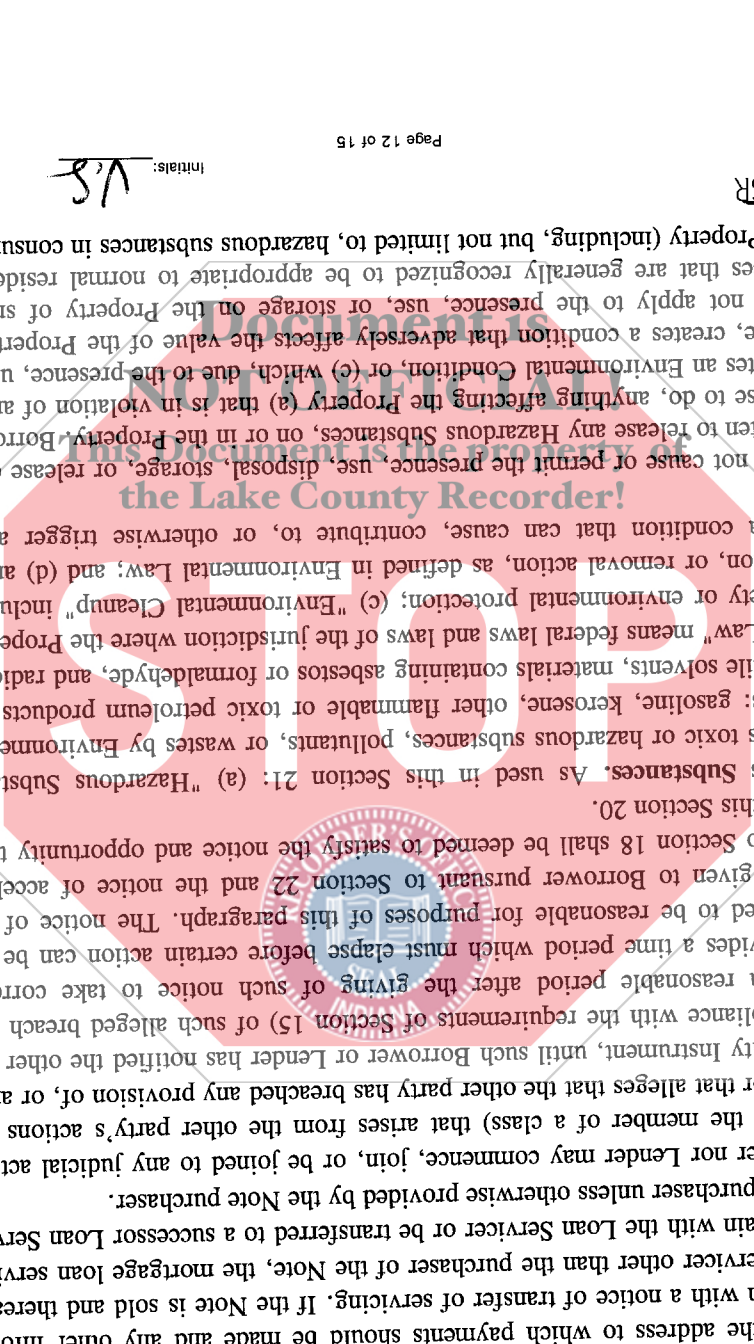 he address to which payments should be made and any other infor
n with a notice of transfer of servicing. If the Note is sold and therea
ervicer other than the purchaser of the Note, the mortgage loan servi
ain with the Loan Servicer or be transferred to a successor Loan Serv
purchaser unless otherwise provided by the Note purchaser.
er nor Lender may commence, join, or be joined to any judicial act
the member of a class) that arises from the other party's actions
r that alleges that the other party has breached any provision of, or a
ty Instrument, until such Borrower or Lender has notified the other
liance with the requirements of Section 15) of such alleged breach
a reasonable period after the giving of such notice to take corre
vides a time period which must elapse before certain action can be
ed to be reasonable for purposes of this paragraph. The notice of
given to Borrower pursuant to Section 22 and the notice of accel
o Section 18 shall be deemed to satisfy the notice and opportunity t
his Section 20.
s Substances. As used in this Section 21: (a) "Hazardous Subst
s toxic or hazardous substances, pollutants, or wastes by Environme
s: gasoline, kerosene, other flammable or toxic petroleum products
ile solvents, materials containing asbestos or formaldehyde, and radi
Law" means federal laws and laws of the jurisdiction where the Prope
ety or environmental protection; (c) "Environmental Cleanup" inclu
on, or removal action, as defined in Environmental Law; and (d) a
a condition that can cause, contribute to, or otherwise trigger a
not cause or permit the presence, use, disposal, storage, or release
ten to release any Hazardous Substances, on or in the Property. Borro
se to do, anything affecting the Property (a) that is in violation of a
tes an Environmental Condition, or (c) which, due to the presence, u
e, creates a condition that adversely affects the value of the Propert
not apply to the presence, use, or storage on the Property of s
es that are generally recognized to be appropriate to normal reside
Property (including, but not limited to, hazardous substances in consu
Initials: V.S
Page 12 of 15
Document is
NOT OFFICIAL!
This Document is the property of
the Lake County Recorder!
STOP
RECORDER'S OFFICE
SEAL
INDIANA